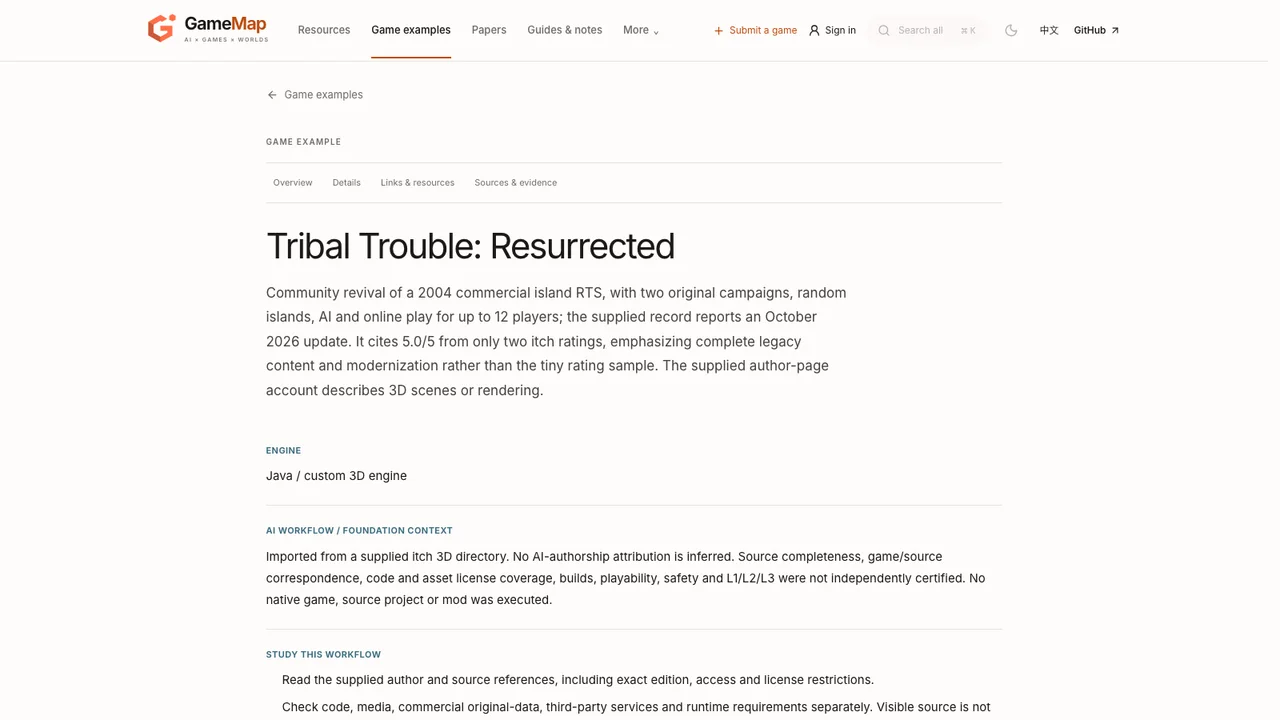 GameMap
AI × GAMES × WORLDS
Resources
Game examples
Papers
Guides & notes
More
Submit a game
Sign in
Search all
⌘ K
中文
GitHub
Game examples
GAME EXAMPLE
Overview
Details
Links & resources
Sources & evidence
Tribal Trouble: Resurrected
Community revival of a 2004 commercial island RTS, with two original campaigns, random
islands, AI and online play for up to 12 players; the supplied record reports an October
2026 update. It cites 5.0/5 from only two itch ratings, emphasizing complete legacy
content and modernization rather than the tiny rating sample. The supplied author-page
account describes 3D scenes or rendering.
ENGINE
Java / custom 3D engine
AI WORKFLOW / FOUNDATION CONTEXT
Imported from a supplied itch 3D directory. No AI-authorship attribution is inferred. Source completeness, game/source
correspondence, code and asset license coverage, builds, playability, safety and L1/L2/L3 were not independently certified. No
native game, source project or mod was executed.
STUDY THIS WORKFLOW
Read the supplied author and source references, including exact edition, access and license restrictions.
Check code, media, commercial original-data, third-party services and runtime requirements separately. Visible source is not